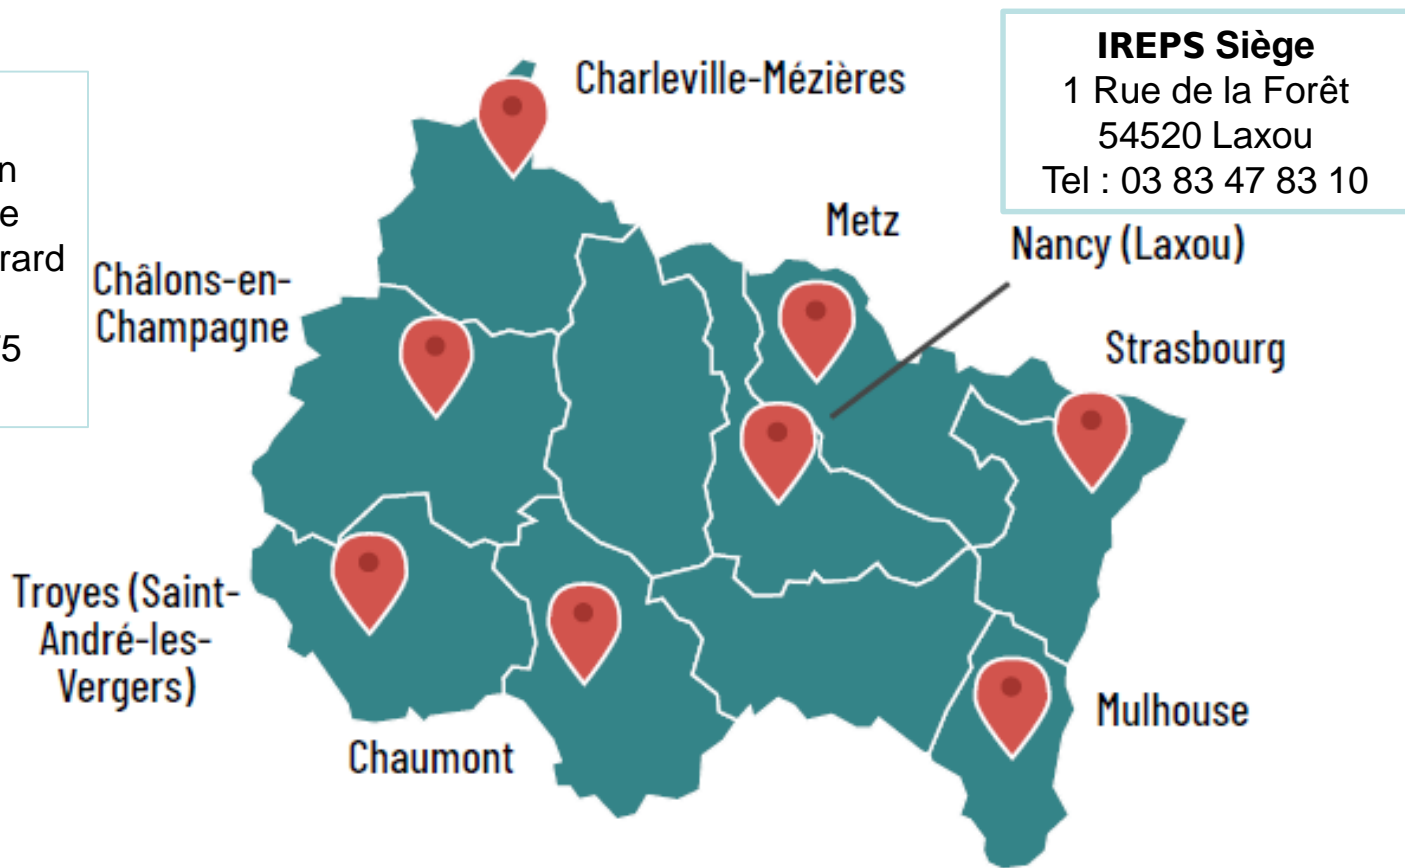 IREPS Siège
1 Rue de la Forêt
54520 Laxou
Tel : 03 83 47 83 10
Charleville-Mézières
Metz
Nancy (Laxou)
Châlons-en-
Champagne
Strasbourg
Troyes (Saint-
André-les-
Vergers)
Chaumont
Mulhouse